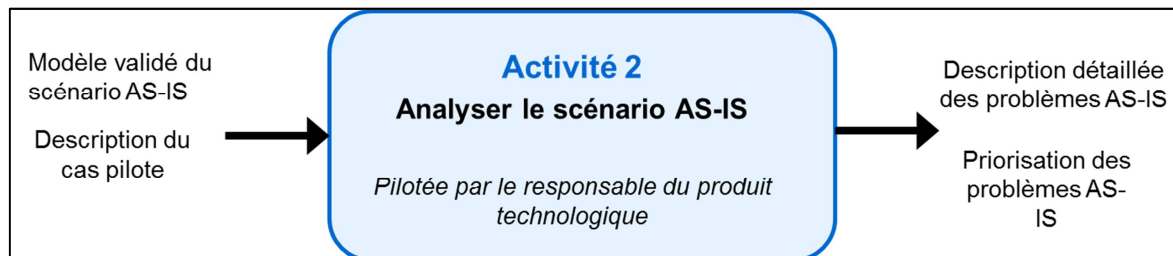 Modèle validé du
scénario AS-IS
Description du
cas pilote
Activité 2
Analyser le scénario AS-IS
Pilotée par le responsable du produit
technologique
Description détaillée
des problèmes AS-IS
Priorisation des
problèmes AS-
IS